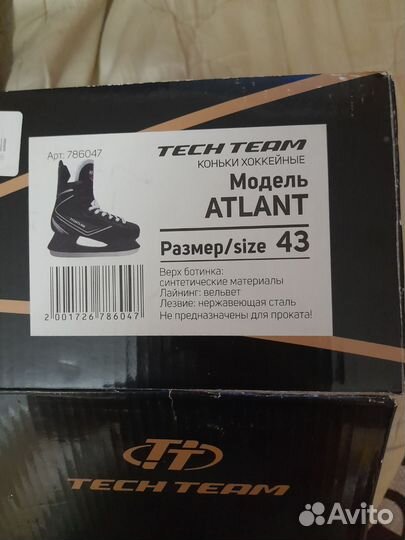 Арт: 786047
TECH TEAM
КОНЬКИ ХОККЕЙНЫЕ
Модель
ATLANT
Размер/size 43
Верх ботинка:
синтетические материалы
Лайнинг: вельвет
Лезвие: нержавеющая сталь
Не предназначены для проката!
2 001726 786047
TT
TECH TEAM
Avito